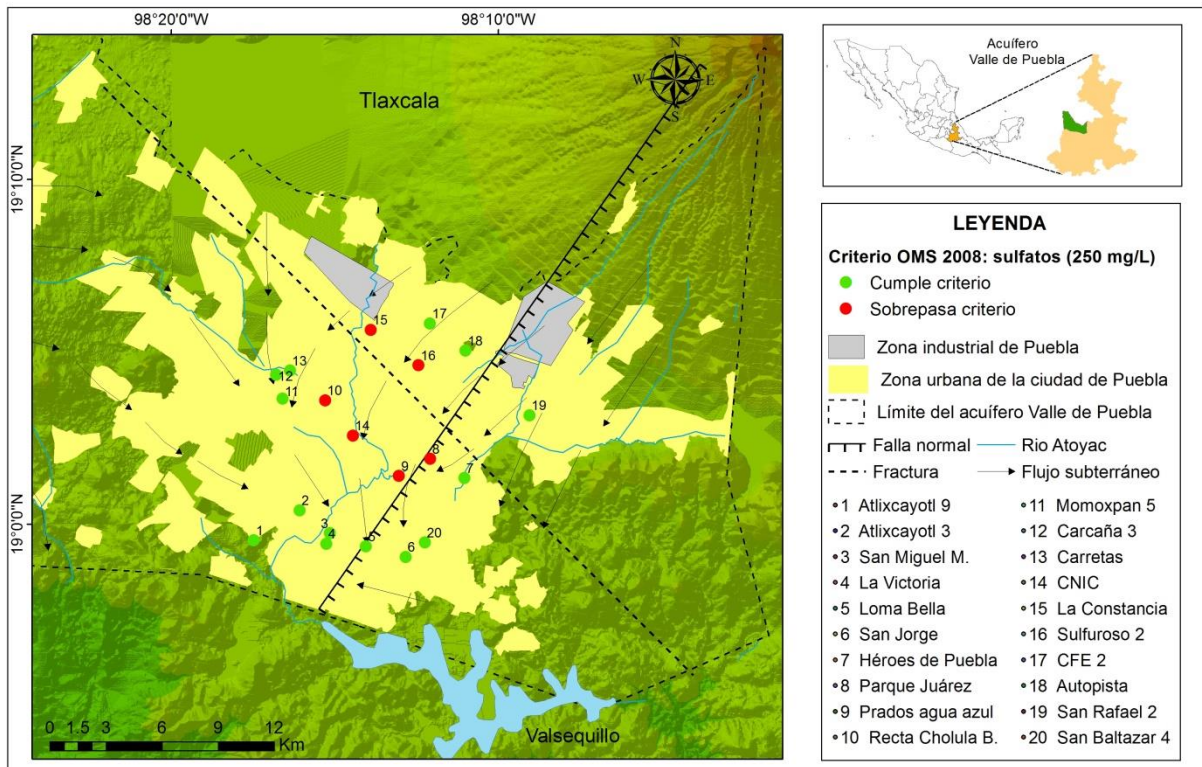 98°20'0"W
98°10'0"W
19°10'0"N
19°0'0"N
N
W
E
S
Tlaxcala
15
17
16
18
13
12
11
10
14
19
8
9
7
2
1
3
4
5
6
20
0 1.5 3 6 9 12
Km
Valsequillo
Acuífero
Valle de Puebla
LEYENDA
Criterio OMS 2008: sulfatos (250 mg/L)
Cumple criterio
Sobrepasa criterio
Zona industrial de Puebla
Zona urbana de la ciudad de Puebla
Límite del acuífero Valle de Puebla
Falla normal
Rio Atoyac
Fractura
Flujo subterráneo
1 Atlixcayotl 9
2 Atlixcayotl 3
3 San Miguel M.
4 La Victoria
5 Loma Bella
6 San Jorge
7 Héroes de Puebla
8 Parque Juárez
9 Prados agua azul
10 Recta Cholula B.
11 Momoxpan 5
12 Carcaña 3
13 Carretas
14 CNIC
15 La Constancia
16 Sulfuroso 2
17 CFE 2
18 Autopista
19 San Rafael 2
20 San Baltazar 4